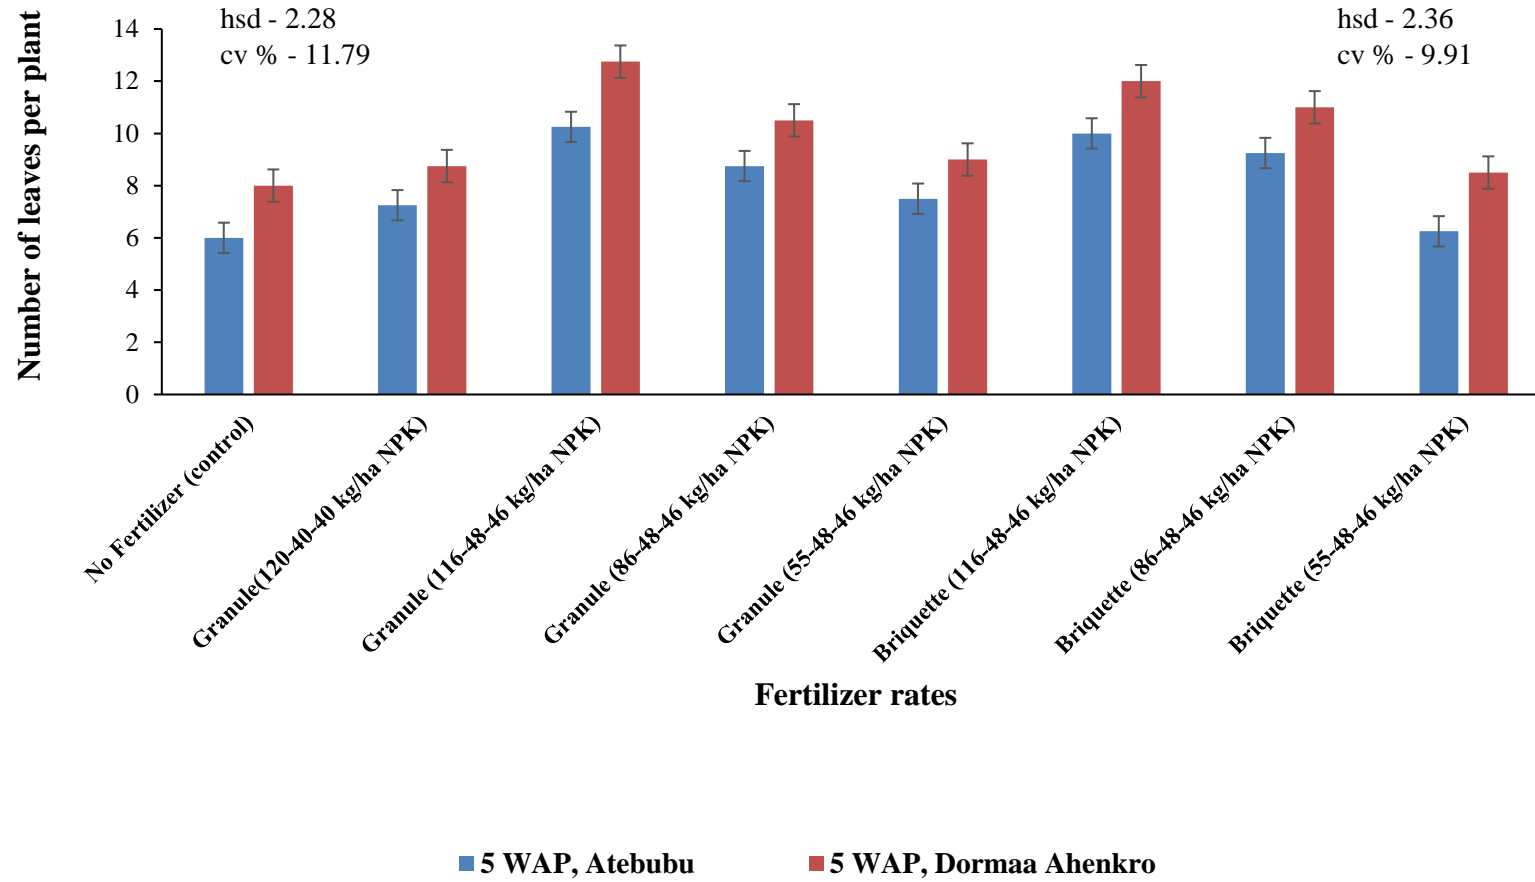 hsd - 2.28
cv % - 11.79
hsd - 2.36
cv % - 9.91
Number of leaves per plant
14
12
10
8
6
4
2
0
No Fertilizer (control)
Granule(120-40-40 kg/ha NPK)
Granule (116-48-46 kg/ha NPK)
Granule (86-48-46 kg/ha NPK)
Granule (55-48-46 kg/ha NPK)
Briquette (116-48-46 kg/ha NPK)
Briquette (86-48-46 kg/ha NPK)
Briquette (55-48-46 kg/ha NPK)
Fertilizer rates
5 WAP, Atebubu
5 WAP, Dormaa Ahenkro